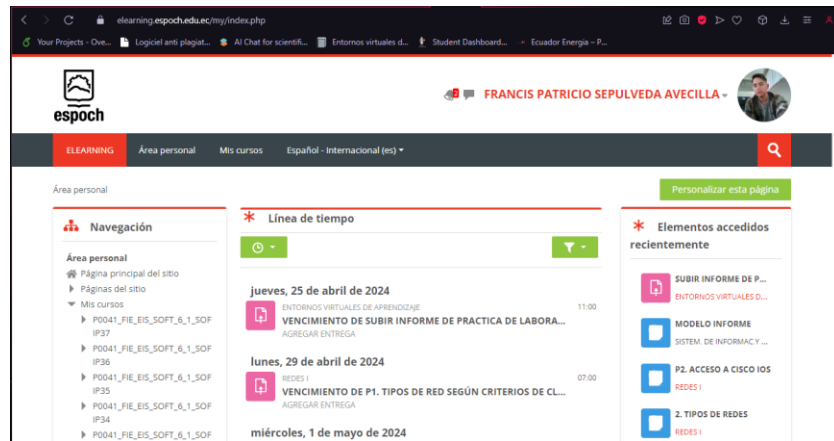 elearning.espoch.edu.ec/my/index.php
Your Projects - Ove...
Logiciel anti plagiat...
AI Chat for scientifi...
Entornos virtuales d...
Student Dashboard...
Ecuador Energia – P...
espoch
2
FRANCIS PATRICIO SEPULVEDA AVECILLA
ELEARNING
Área personal
Mis cursos
Español - Internacional (es)
Área personal
Personalizar esta página
Navegación
Área personal
Página principal del sitio
Páginas del sitio
Mis cursos
P0041_FIE_EIS_SOFT_6_1_SOF
IP37
P0041_FIE_EIS_SOFT_6_1_SOF
IP36
P0041_FIE_EIS_SOFT_6_1_SOF
IP35
P0041_FIE_EIS_SOFT_6_1_SOF
IP34
P0041_FIE_EIS_SOFT_6_1_SOF
Línea de tiempo
jueves, 25 de abril de 2024
ENTORNOS VIRTUALES DE APRENDIZAJE
11:00
VENCIMIENTO DE SUBIR INFORME DE PRACTICA DE LABORA...
AGREGAR ENTREGA
lunes, 29 de abril de 2024
REDES I
07:00
VENCIMIENTO DE P1. TIPOS DE RED SEGÚN CRITERIOS DE CL...
AGREGAR ENTREGA
miércoles, 1 de mayo de 2024
Elementos accedidos
recientemente
SUBIR INFORME DE P...
ENTORNOS VIRTUALES D...
MODELO INFORME
SISTEM. DE INFORMAC.Y ...
P2. ACCESO A CISCO IOS
REDES I
2. TIPOS DE REDES
REDES I